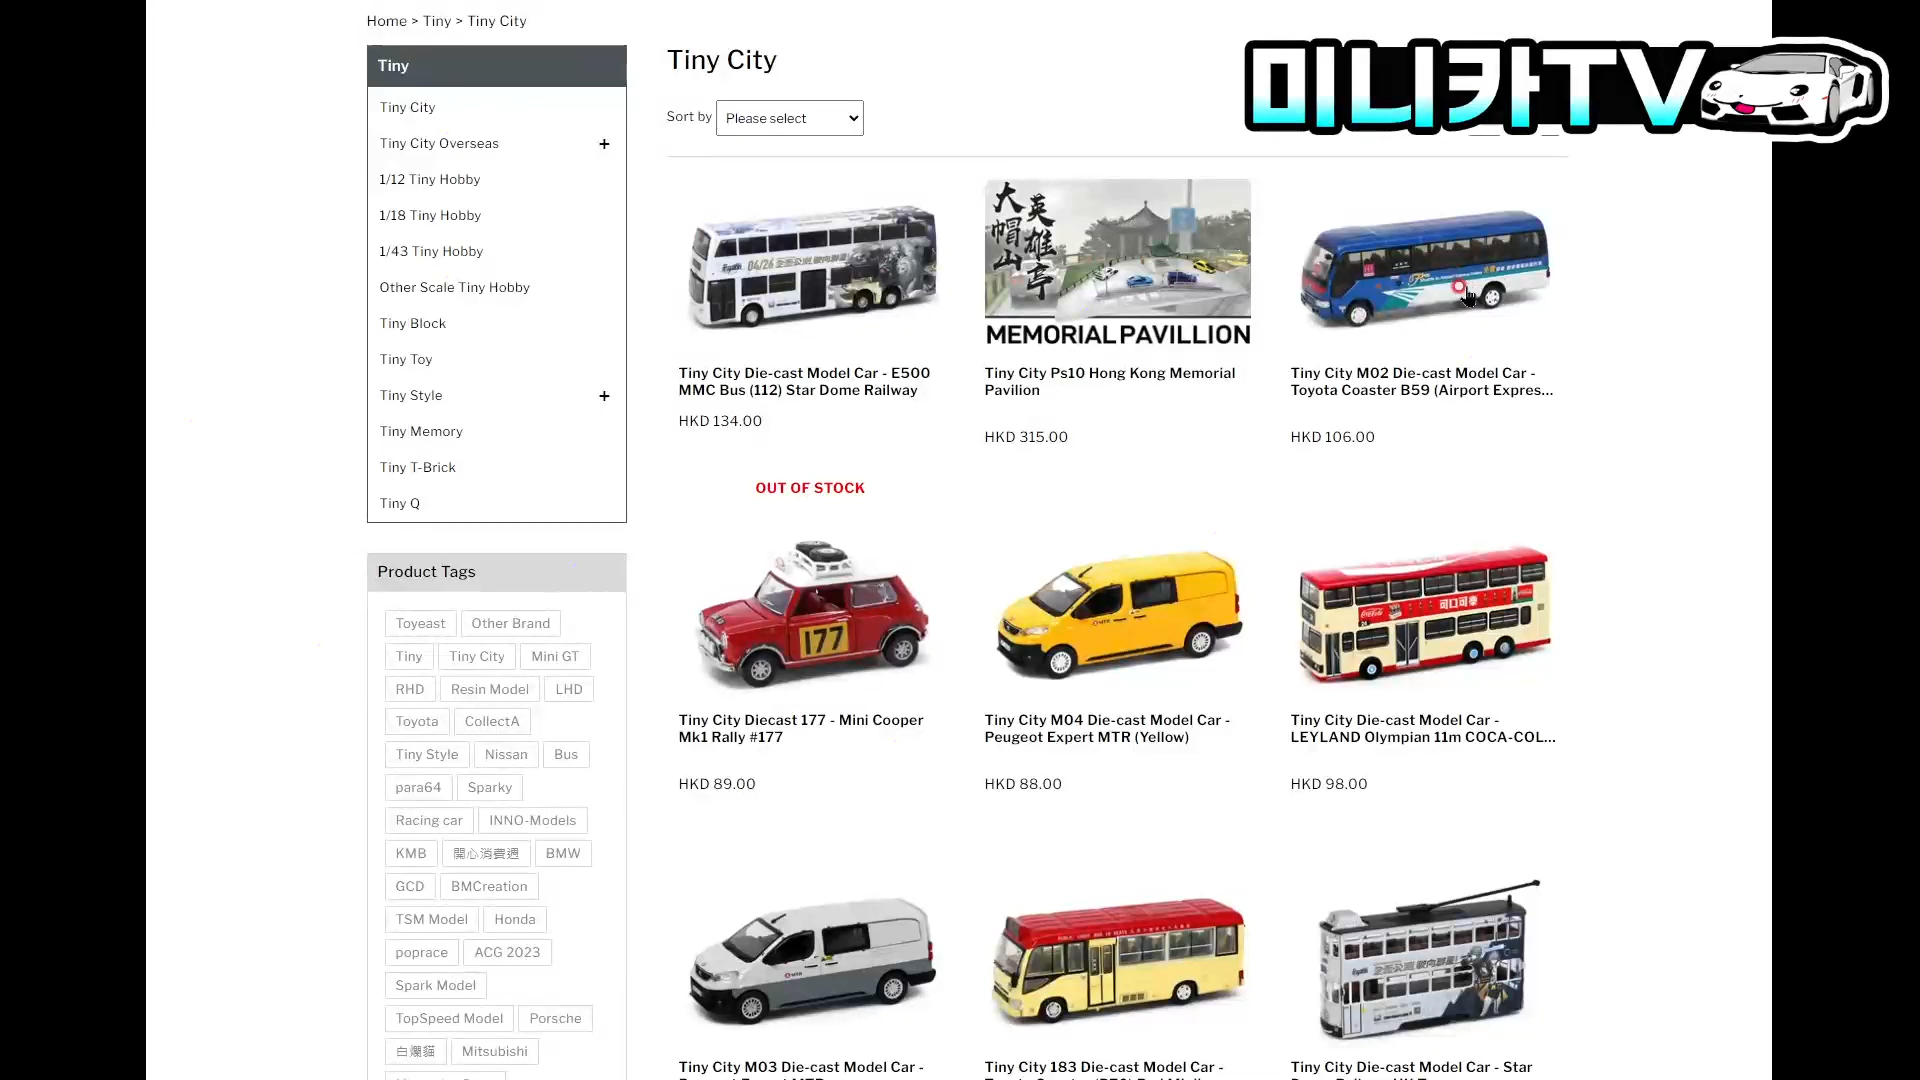 Home > Tiny > Tiny City
미니카TV
Tiny
Tiny City
Tiny City Overseas +
1/12 Tiny Hobby
1/18 Tiny Hobby
1/43 Tiny Hobby
Other Scale Tiny Hobby
Tiny Block
Tiny Toy
Tiny Style +
Tiny Memory
Tiny T-Brick
Tiny Q
Product Tags
Toyeast Other Brand
Tiny Tiny City Mini GT
RHD Resin Model LHD
Toyota CollectA
Tiny Style Nissan Bus
para64 Sparky
Racing car INNO-Models
KMB 開心消費週 BMW
GCD BMCreation
TSM Model Honda
poprace ACG 2023
Spark Model
TopSpeed Model Porsche
白爛貓 Mitsubishi
Tiny City
Sort by Please select
大帽山
英雄亭
MEMORIAL PAVILLION
Tiny City Die-cast Model Car - E500
MMC Bus (112) Star Dome Railway
HKD 134.00
OUT OF STOCK
Tiny City Ps10 Hong Kong Memorial
Pavilion
HKD 315.00
Tiny City M02 Die-cast Model Car -
Toyota Coaster B59 (Airport Expres...
HKD 106.00
177
Tiny City Diecast 177 - Mini Cooper
Mk1 Rally #177
HKD 89.00
Tiny City M04 Die-cast Model Car -
Peugeot Expert MTR (Yellow)
HKD 88.00
可口可樂
Tiny City Die-cast Model Car -
LEYLAND Olympian 11m COCA-COL...
HKD 98.00
Tiny City M03 Die-cast Model Car -
Tiny City 183 Die-cast Model Car -
Tiny City Die-cast Model Car - Star